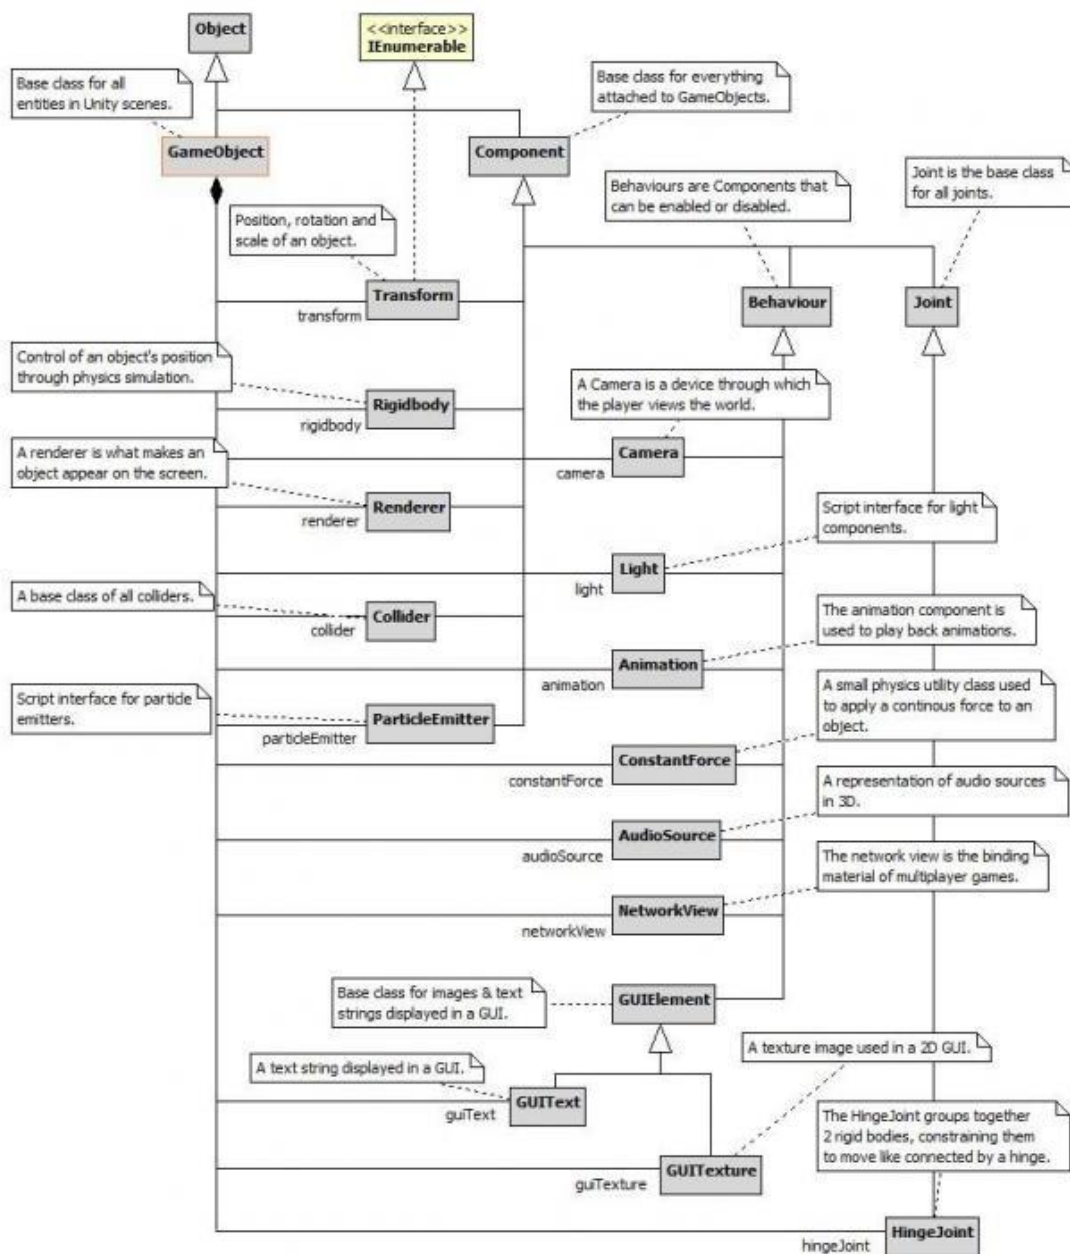 Object
<<interface>>
IEnumerable
Base class for all
entities in Unity scenes.
Base class for everything
attached to GameObjects.
GameObject
Component
Joint is the base class
for all joints.
Behaviours are Components that
can be enabled or disabled.
Position, rotation and
scale of an object.
Transform
transform
Behaviour
Joint
Control of an object's position
through physics simulation.
Rigidbody
rigidbody
A Camera is a device through which
the player views the world.
Camera
camera
A renderer is what makes an
object appear on the screen.
Renderer
renderer
Script interface for light
components.
Light
light
A base class of all colliders.
Collider
collider
The animation component is
used to play back animations.
Animation
animation
Script interface for particle
emitters.
ParticleEmitter
particleEmitter
A small physics utility class used
to apply a continous force to an
object.
ConstantForce
constantForce
A representation of audio sources
in 3D.
AudioSource
audioSource
The network view is the binding
material of multiplayer games.
NetworkView
networkView
Base class for images & text
strings displayed in a GUI.
GUIElement
A texture image used in a 2D GUI.
A text string displayed in a GUI.
GUIText
guiText
The HingeJoint groups together
2 rigid bodies, constraining them
to move like connected by a hinge.
GUITexture
guiTexture
HingeJoint
hingeJoint